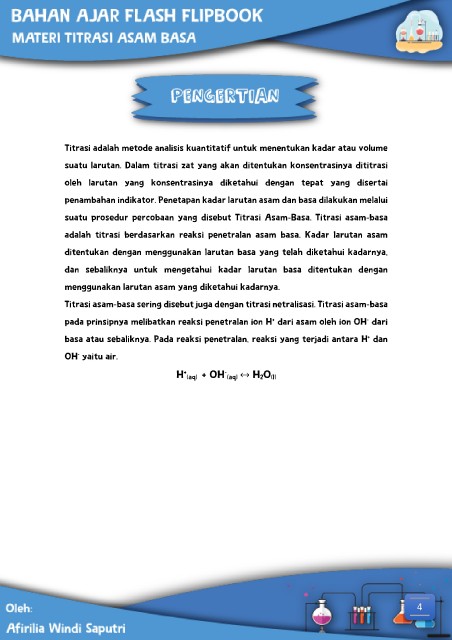 BAHAN AJAR FLASH FLIPBOOK
MATERI TITRASI ASAM BASA
PENGERTIAN
Titrasi adalah metode analisis kuantitatif untuk menentukan kadar atau volume
suatu larutan. Dalam titrasi zat yang akan ditentukan konsentrasinya dititrasi
oleh larutan yang konsentrasinya diketahui dengan tepat yang disertai
penambahan indikator. Penetapan kadar larutan asam dan basa dilakukan melalui
suatu prosedur percobaan yang disebut Titrasi Asam-Basa. Titrasi asam-basa
adalah titrasi berdasarkan reaksi penetralan asam basa. Kadar larutan asam
ditentukan dengan menggunakan larutan basa yang telah diketahui kadarnya,
dan sebaliknya untuk mengetahui kadar larutan basa ditentukan dengan
menggunakan larutan asam yang diketahui kadarnya.
Titrasi asam-basa sering disebut juga dengan titrasi netralisasi. Titrasi asam-basa
pada prinsipnya melibatkan reaksi penetralan ion H⁺ dari asam oleh ion OH⁻ dari
basa atau sebaliknya. Pada reaksi penetralan, reaksi yang terjadi antara H⁺ dan
OH⁻ yaitu air.
H⁺(aq) + OH⁻(aq) ↔ H₂O(l)
4
Oleh:
Afirilia Windi Saputri